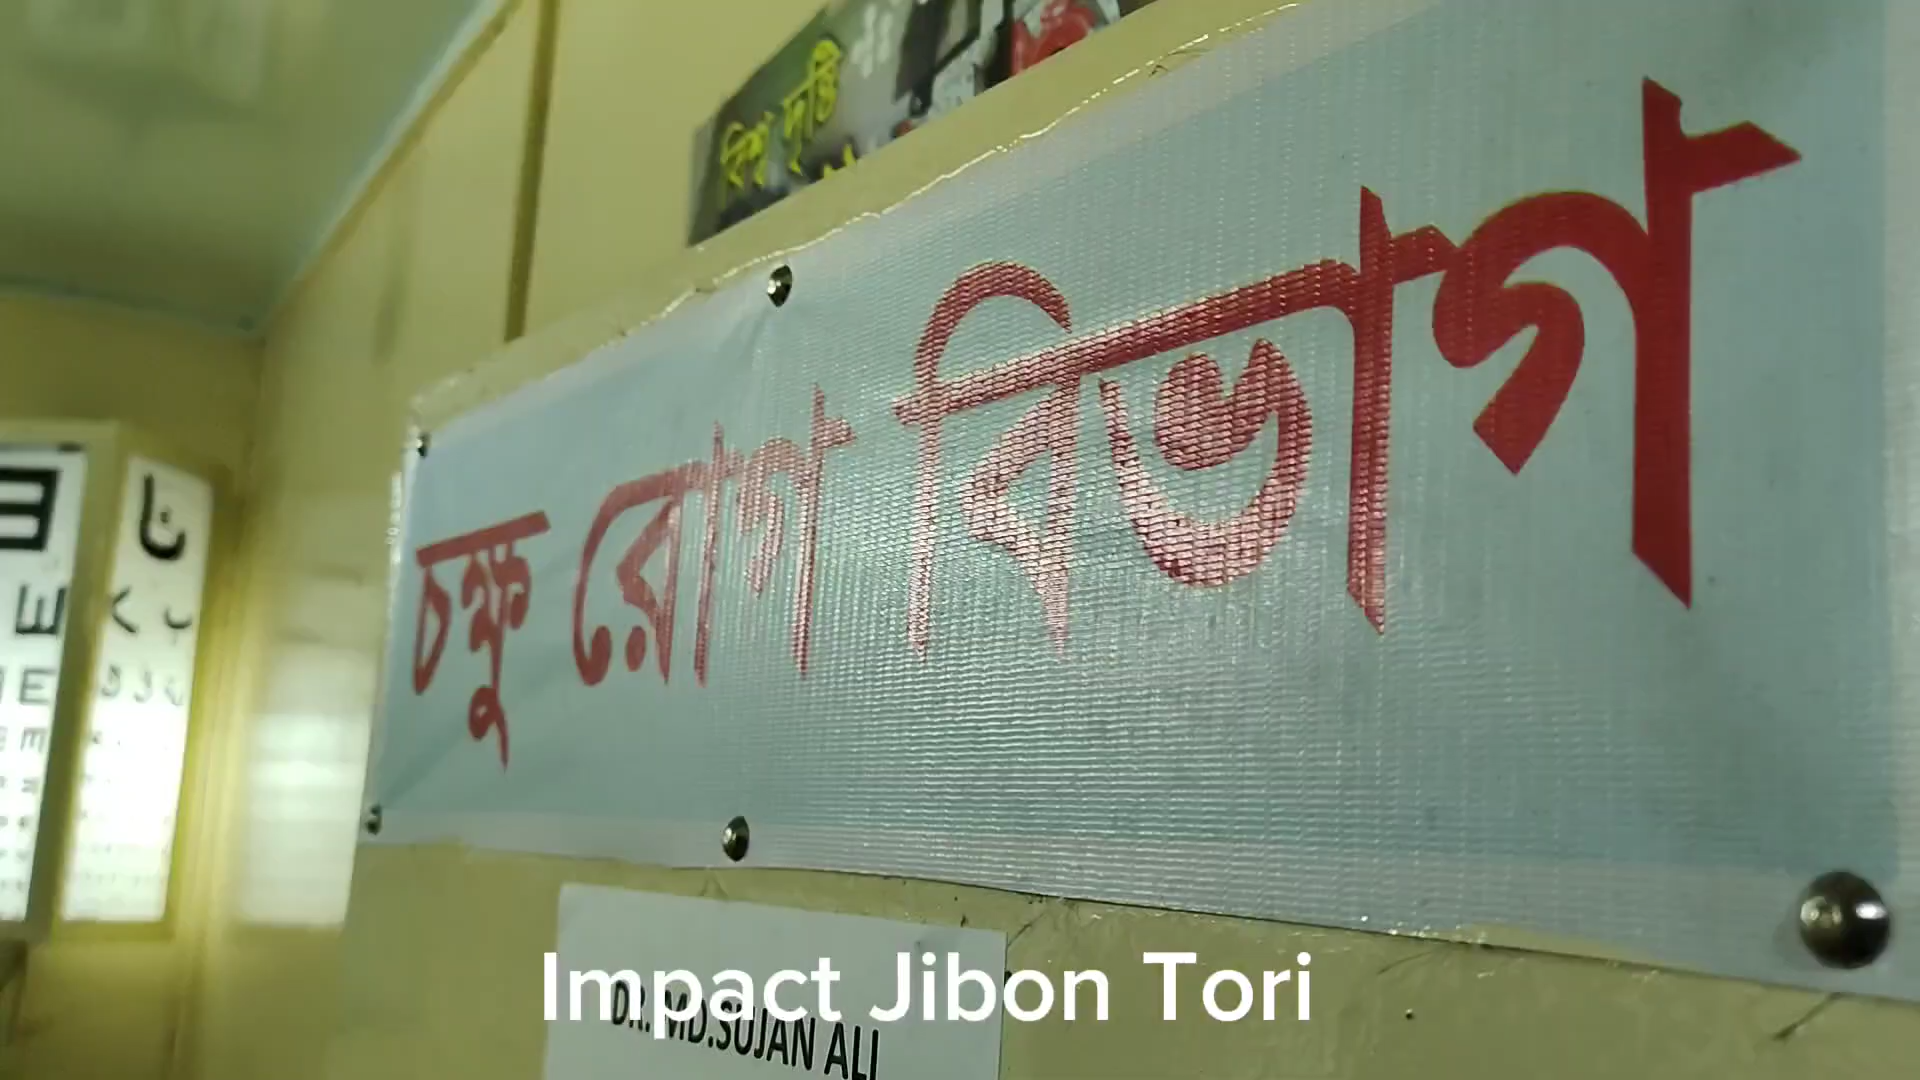 বিশ্ব দৃষ্টি
চক্ষু রোগ বিভাগ
E
Impact Jibon Tori
DR. MD.SUJAN ALI